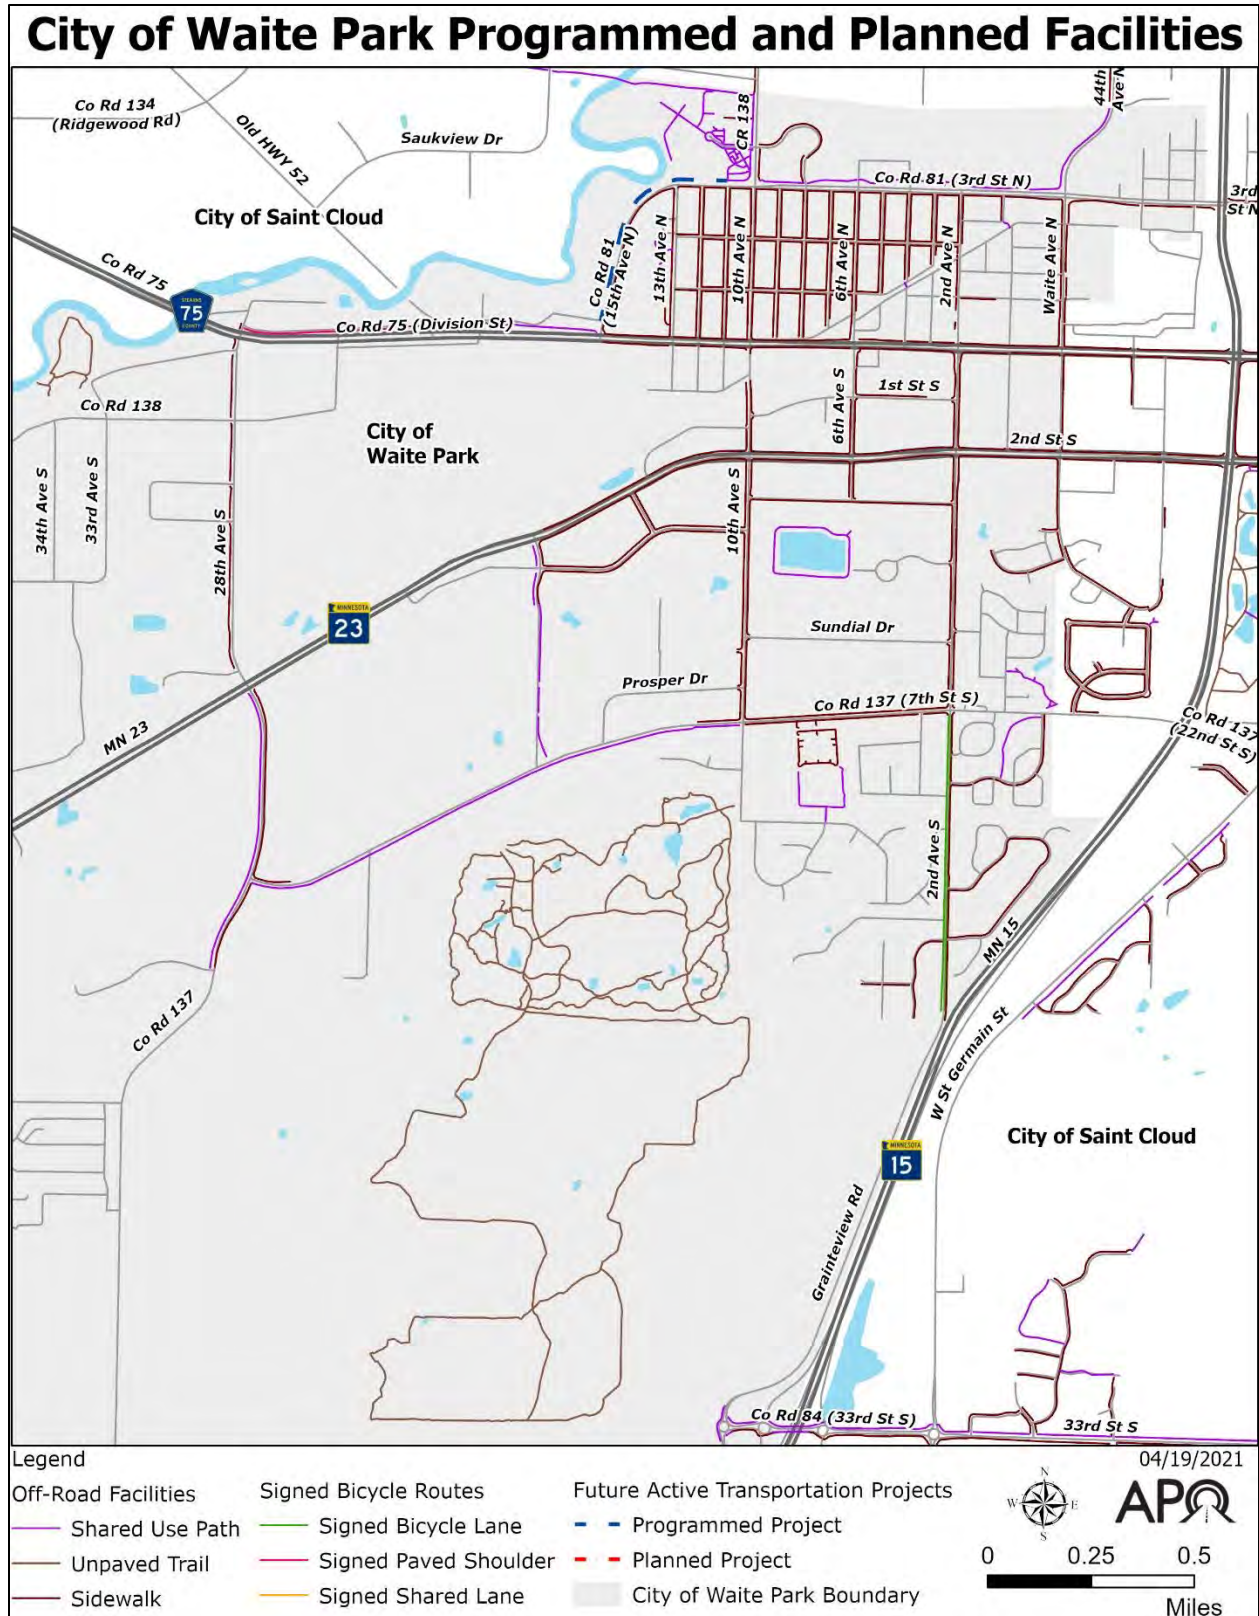 City of Waite Park Programmed and Planned Facilities
Co Rd 134
(Ridgewood Rd)
Old HWY 52
Saukview Dr
CR 138
44th
Ave N
City of Saint Cloud
Co Rd 81 (3rd St N)
3rd
St N
Co Rd 75
STEARNS
75
COUNTY
Co Rd 81
(15th Ave N)
13th Ave N
10th Ave N
6th Ave N
2nd Ave N
Waite Ave N
Co Rd 75 (Division St)
Co Rd 138
1st St S
6th Ave S
City of
Waite Park
2nd St S
34th Ave S
33rd Ave S
28th Ave S
10th Ave S
MINNESOTA
23
Sundial Dr
Prosper Dr
Co Rd 137 (7th St S)
Co Rd 137
(22nd St S)
MN 23
2nd Ave S
MN 15
Co Rd 137
W St Germain St
City of Saint Cloud
MINNESOTA
15
Grainteview Rd
Co Rd 84 (33rd St S)
33rd St S
Legend
04/19/2021
Off-Road Facilities
Shared Use Path
Unpaved Trail
Sidewalk
Signed Bicycle Routes
Signed Bicycle Lane
Signed Paved Shoulder
Signed Shared Lane
Future Active Transportation Projects
Programmed Project
Planned Project
City of Waite Park Boundary
N
W
E
S
APO
0 0.25 0.5
Miles